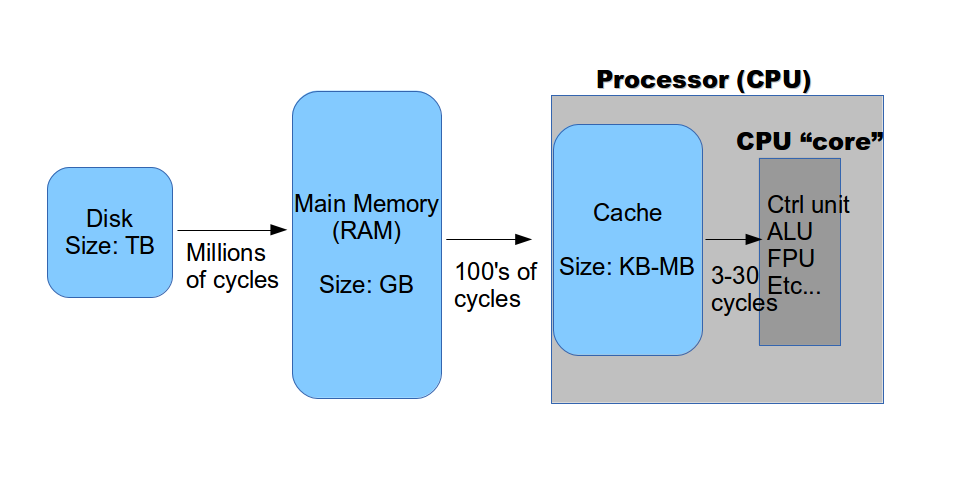 Processor (CPU)
CPU “core”
Disk
Size: TB
Millions
of cycles
Main Memory
(RAM)
Size: GB
100's of
cycles
Cache
Size: KB-MB
3-30
cycles
Ctrl unit
ALU
FPU
Etc...